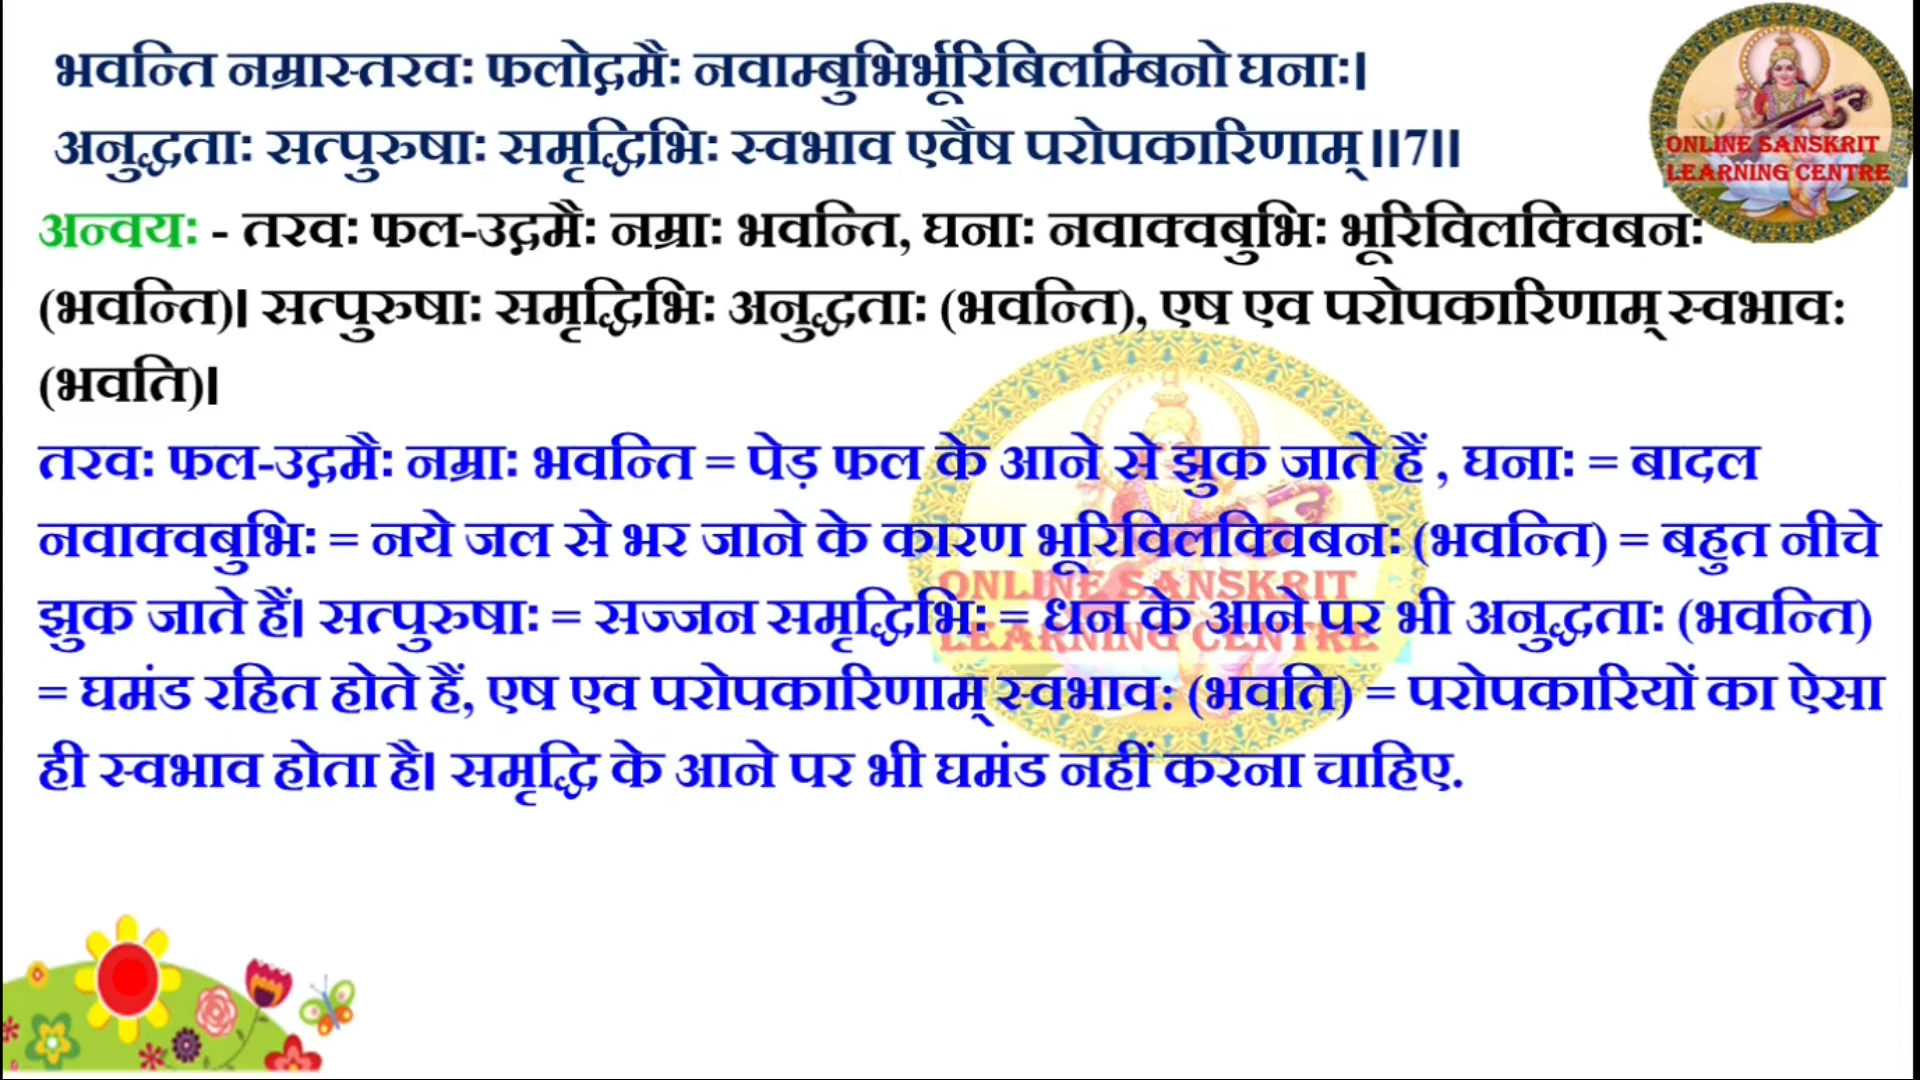 भवन्ति नम्रास्तरवः फलोद्गमैः नवाम्बुभिर्भूरिबिलम्बिनो घनाः।
अनुद्धताः सत्पुरुषाः समृद्धिभिः स्वभाव एवैष परोपकारिणाम् ।।7।।
ONLINE SANSKRIT
LEARNING CENTRE
अन्वयः - तरवः फल-उद्गमैः नम्राः भवन्ति, घनाः नवाक्वबुभिः भूरिविलक्विबनः
(भवन्ति)। सत्पुरुषाः समृद्धिभिः अनुद्धताः (भवन्ति), एष एव परोपकारिणाम् स्वभाव:
(भवति)।
तरवः फल-उद्गमैः नम्राः भवन्ति = पेड़ फल के आने से झुक जाते हैं , घनाः = बादल
नवाक्वबुभिः = नये जल से भर जाने के कारण भूरिविलक्विबनः (भवन्ति) = बहुत नीचे
झुक जाते हैं। सत्पुरुषाः = सज्जन समृद्धिभिः = धन के आने पर भी अनुद्धताः (भवन्ति)
= घमंड रहित होते हैं, एष एव परोपकारिणाम् स्वभाव: (भवति) = परोपकारियों का ऐसा
ही स्वभाव होता है। समृद्धि के आने पर भी घमंड नहीं करना चाहिए.
ONLINE SANSKRIT
LEARNING CENTRE